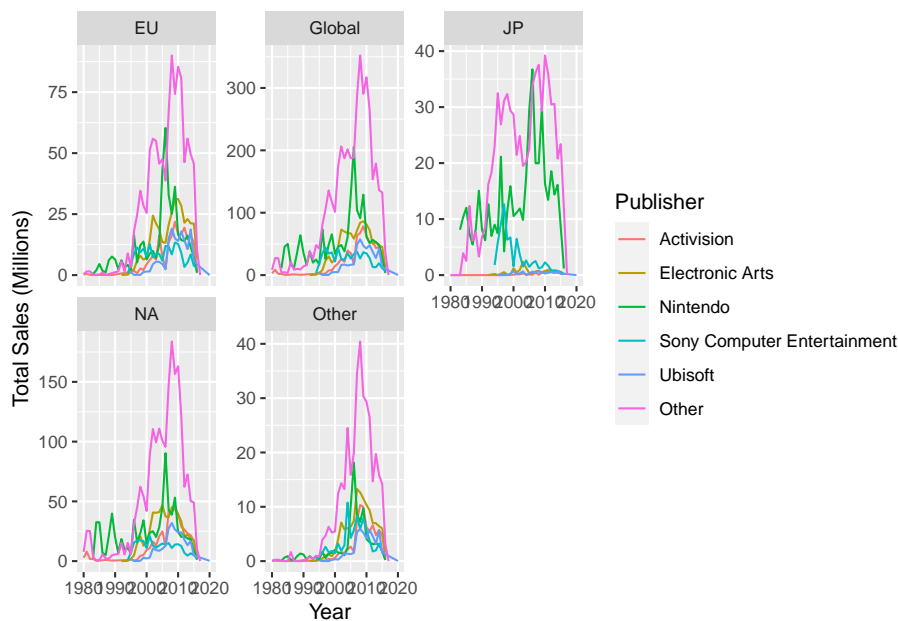 EU
Global
JP
75
50
25
0
300
200
100
0
40
30
20
10
0
1980 1990 2000 2010 2020
NA
Other
150
100
50
0
40
30
20
10
0
1980 1990 2000 2010 2020
1980 1990 2000 2010 2020
Year
Total Sales (Millions)
Publisher
Activision
Electronic Arts
Nintendo
Sony Computer Entertainment
Ubisoft
Other